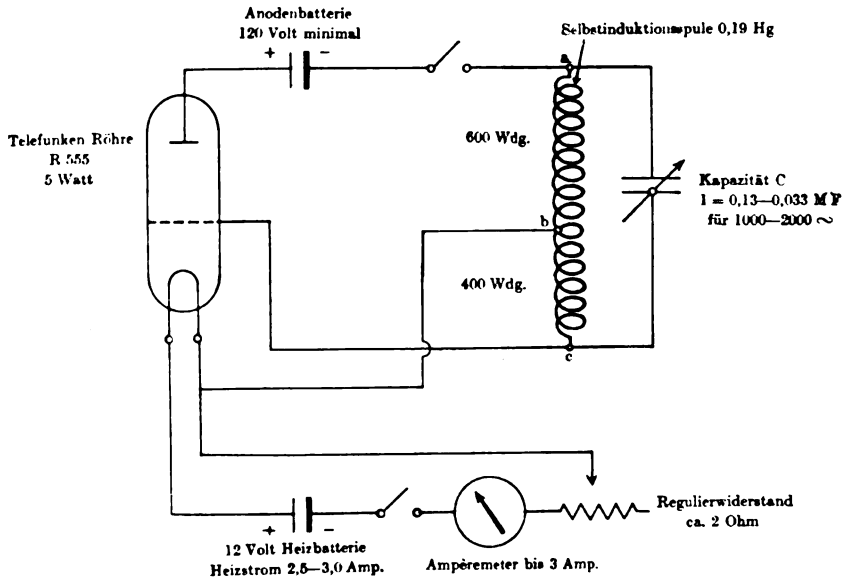 Anodenbatterie
120 Volt minimal
+ −
Selbstinduktionsspule 0,19 Hg
a
600 Wdg.
Telefunken Röhre
R 555
5 Watt
Kapazität C
1 = 0,13—0,033 MF
für 1000—2000 ∼
b
400 Wdg.
c
Regulierwiderstand
ca. 2 Ohm
+ −
12 Volt Heizbatterie
Heizstrom 2,5—3,0 Amp.
Ampèremeter bis 3 Amp.